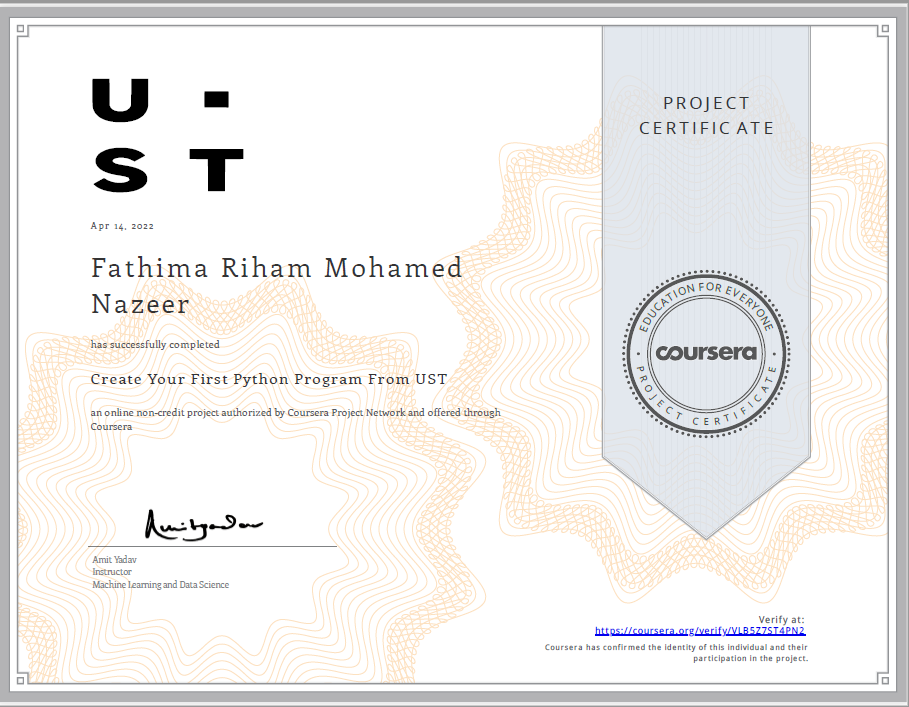 U -
S T
Apr 14, 2022
Fathima Riham Mohamed
Nazeer
has successfully completed
Create Your First Python Program From UST
an online non-credit project authorized by Coursera Project Network and offered through
Coursera
Amit Yadav
Amit Yadav
Instructor
Machine Learning and Data Science
PROJECT
CERTIFICATE
EDUCATION FOR EVERYONE
coursera
PROJECT CERTIFICATE
Verify at:
https://coursera.org/verify/VLB5Z7ST4PN2
Coursera has confirmed the identity of this individual and their
participation in the project.